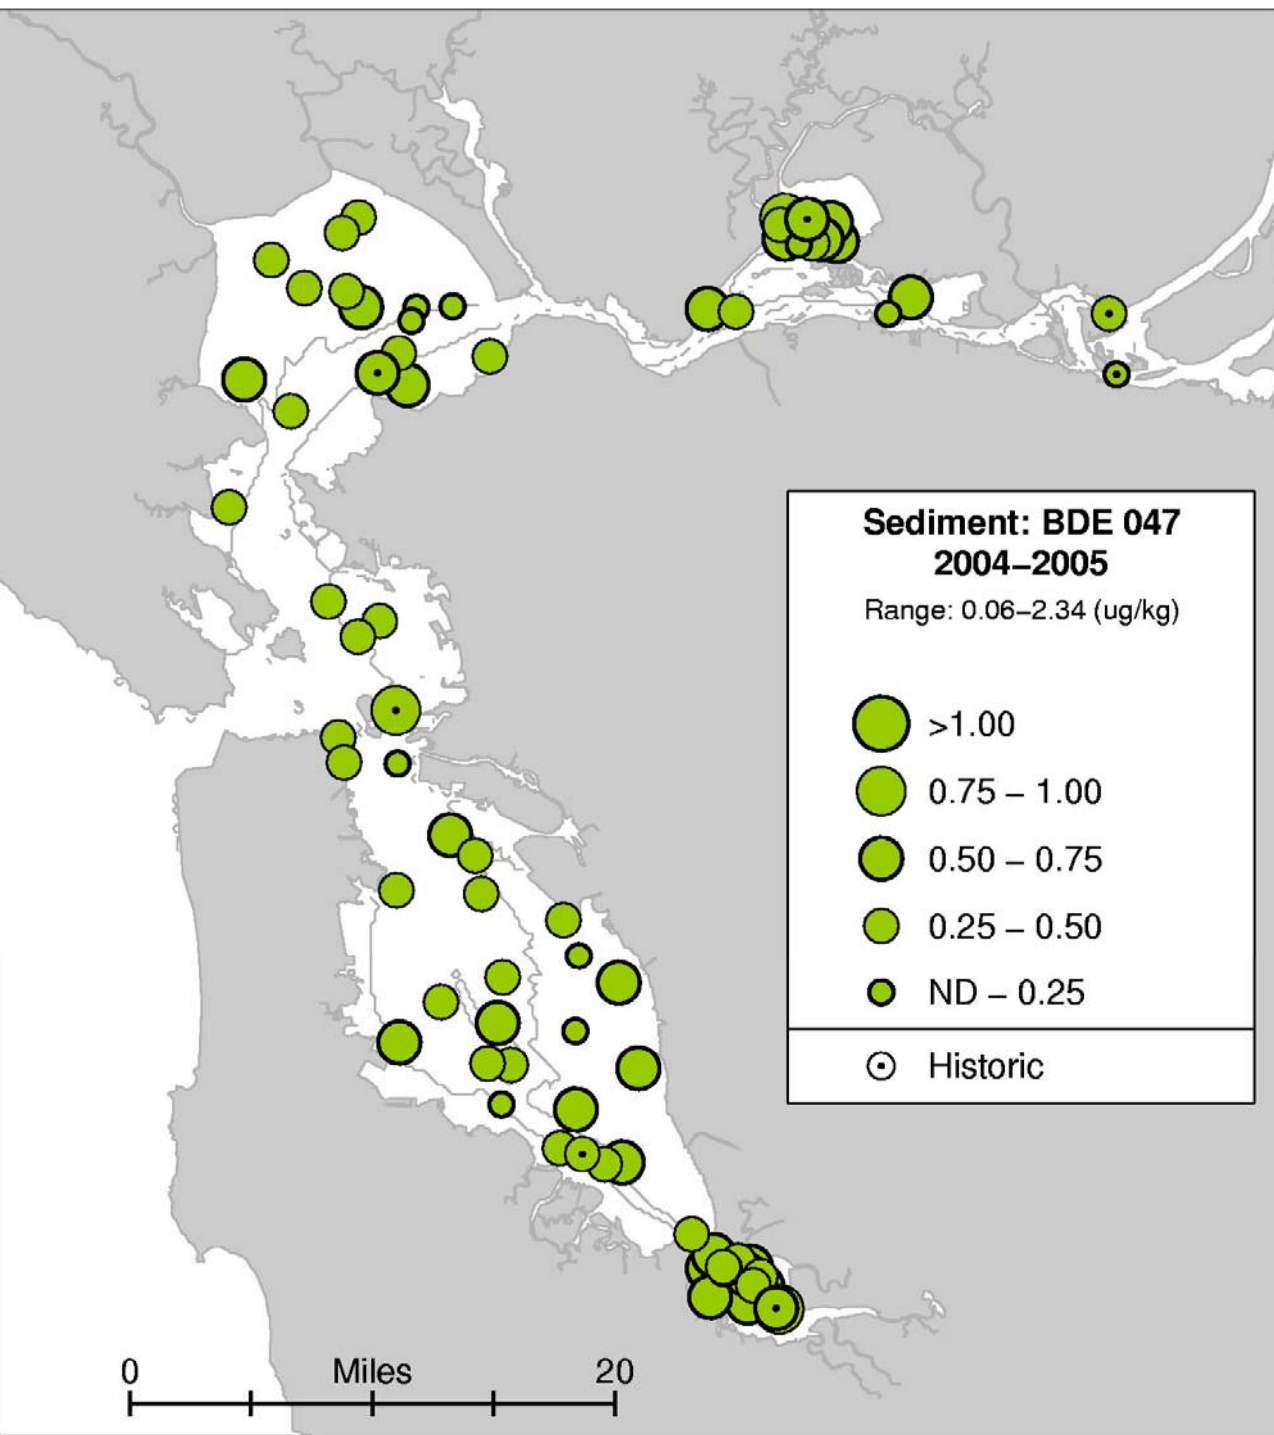 Sediment: BDE 047
2004–2005
Range: 0.06–2.34 (ug/kg)
>1.00
0.75 – 1.00
0.50 – 0.75
0.25 – 0.50
ND – 0.25
Historic
0 Miles 20